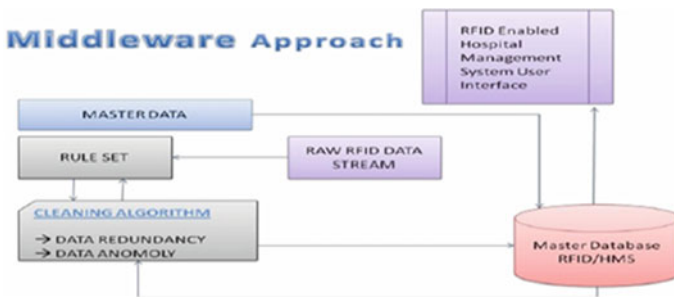 Middleware Approach
RFID Enabled
Hospital
Management
System User
Interface
MASTER DATA
RULE SET
RAW RFID DATA
STREAM
CLEANING ALGORITHM
→ DATA REDUNDANCY
→ DATA ANOMOLY
Master Database
RFID/HMS